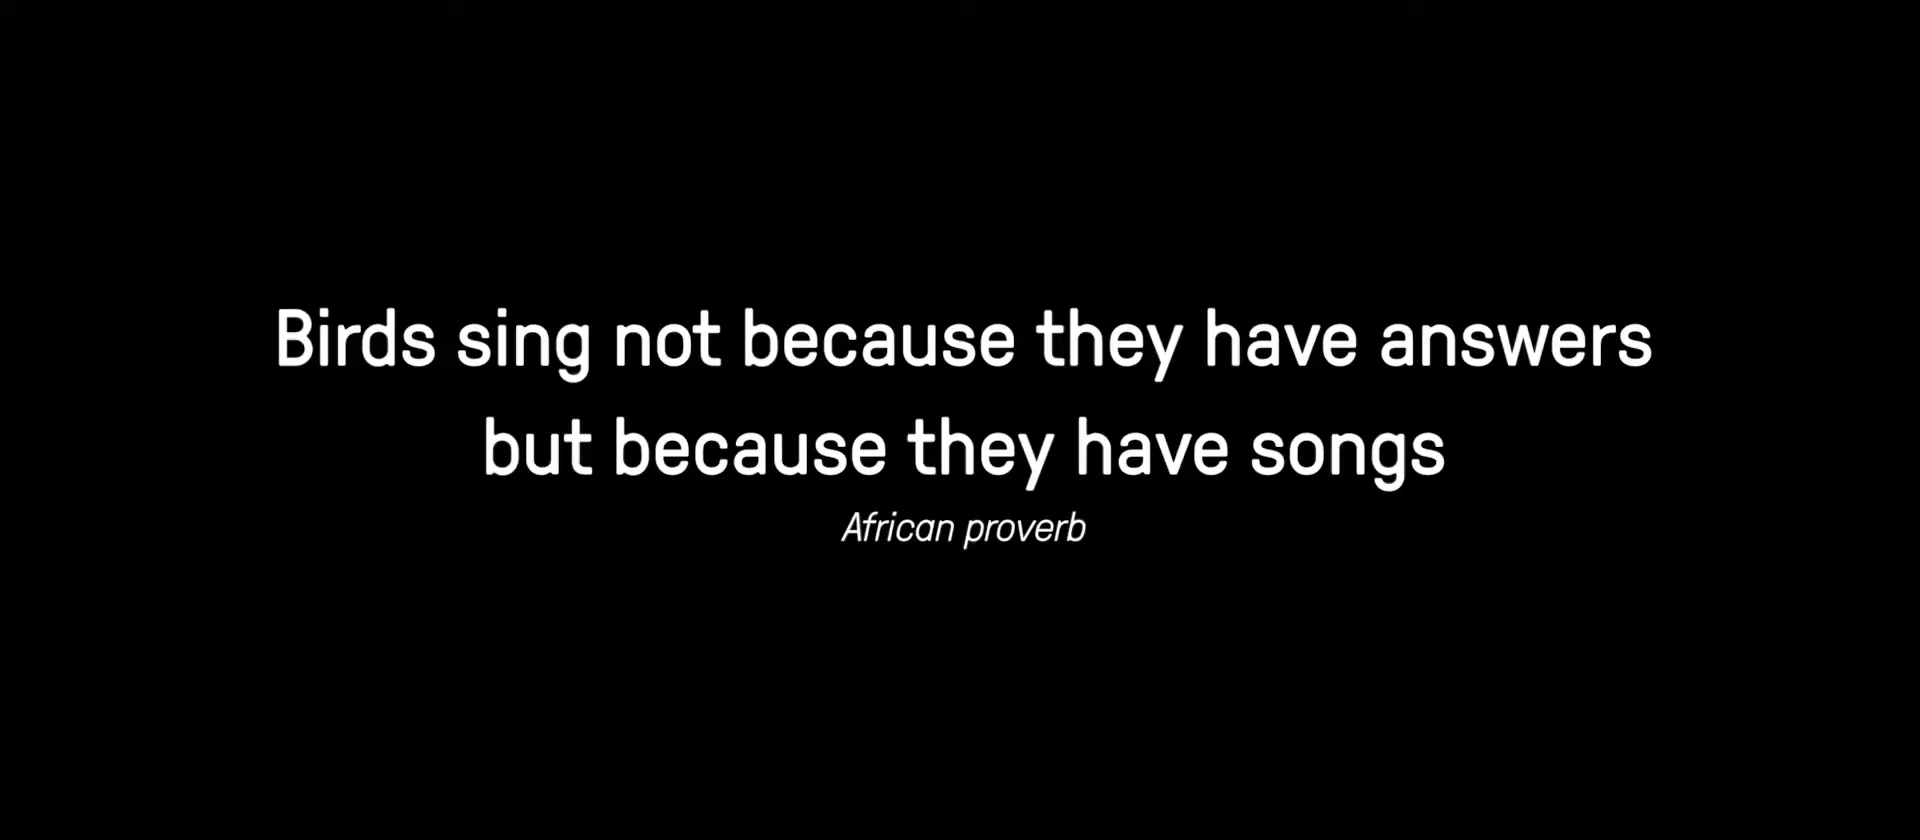 Birds sing not because they have answers
but because they have songs
African proverb